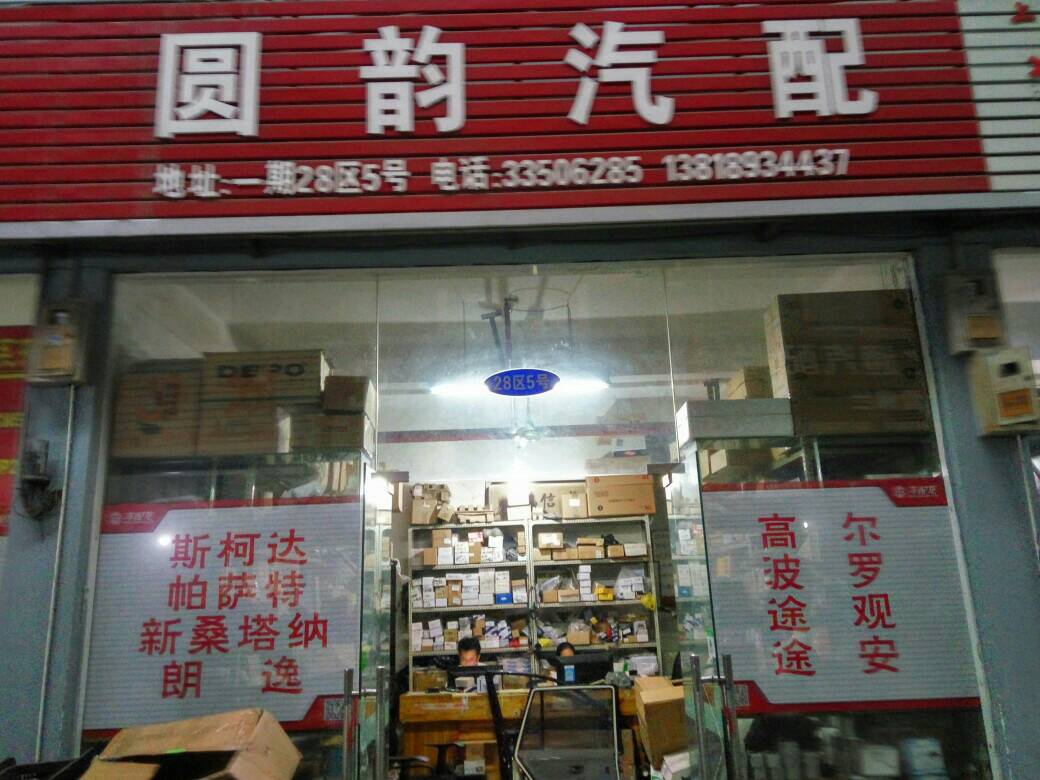 圆韵汽配
地址:一期28区5号 电话:33506285 13818934437
DEPO
28区5号
信
斯柯达
帕萨特
新桑塔纳
朗 逸
高 尔
波 罗
途 观
途 安